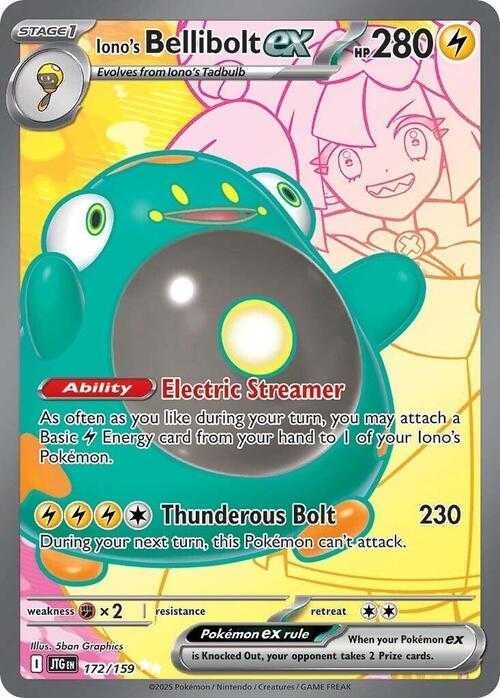 STAGE1
Iono's Bellibolt ex HP 280
Evolves from Iono's Tadbulb
Ability Electric Streamer
As often as you like during your turn, you may attach a
Basic Energy card from your hand to 1 of your Iono's
Pokémon.
Thunderous Bolt 230
During your next turn, this Pokémon can't attack.
weakness ×2 resistance retreat
Pokémon ex rule When your Pokémon ex
is Knocked Out, your opponent takes 2 Prize cards.
Illus. 5ban Graphics
I JTG EN 172/159
©2025 Pokémon / Nintendo / Creatures / GAME FREAK